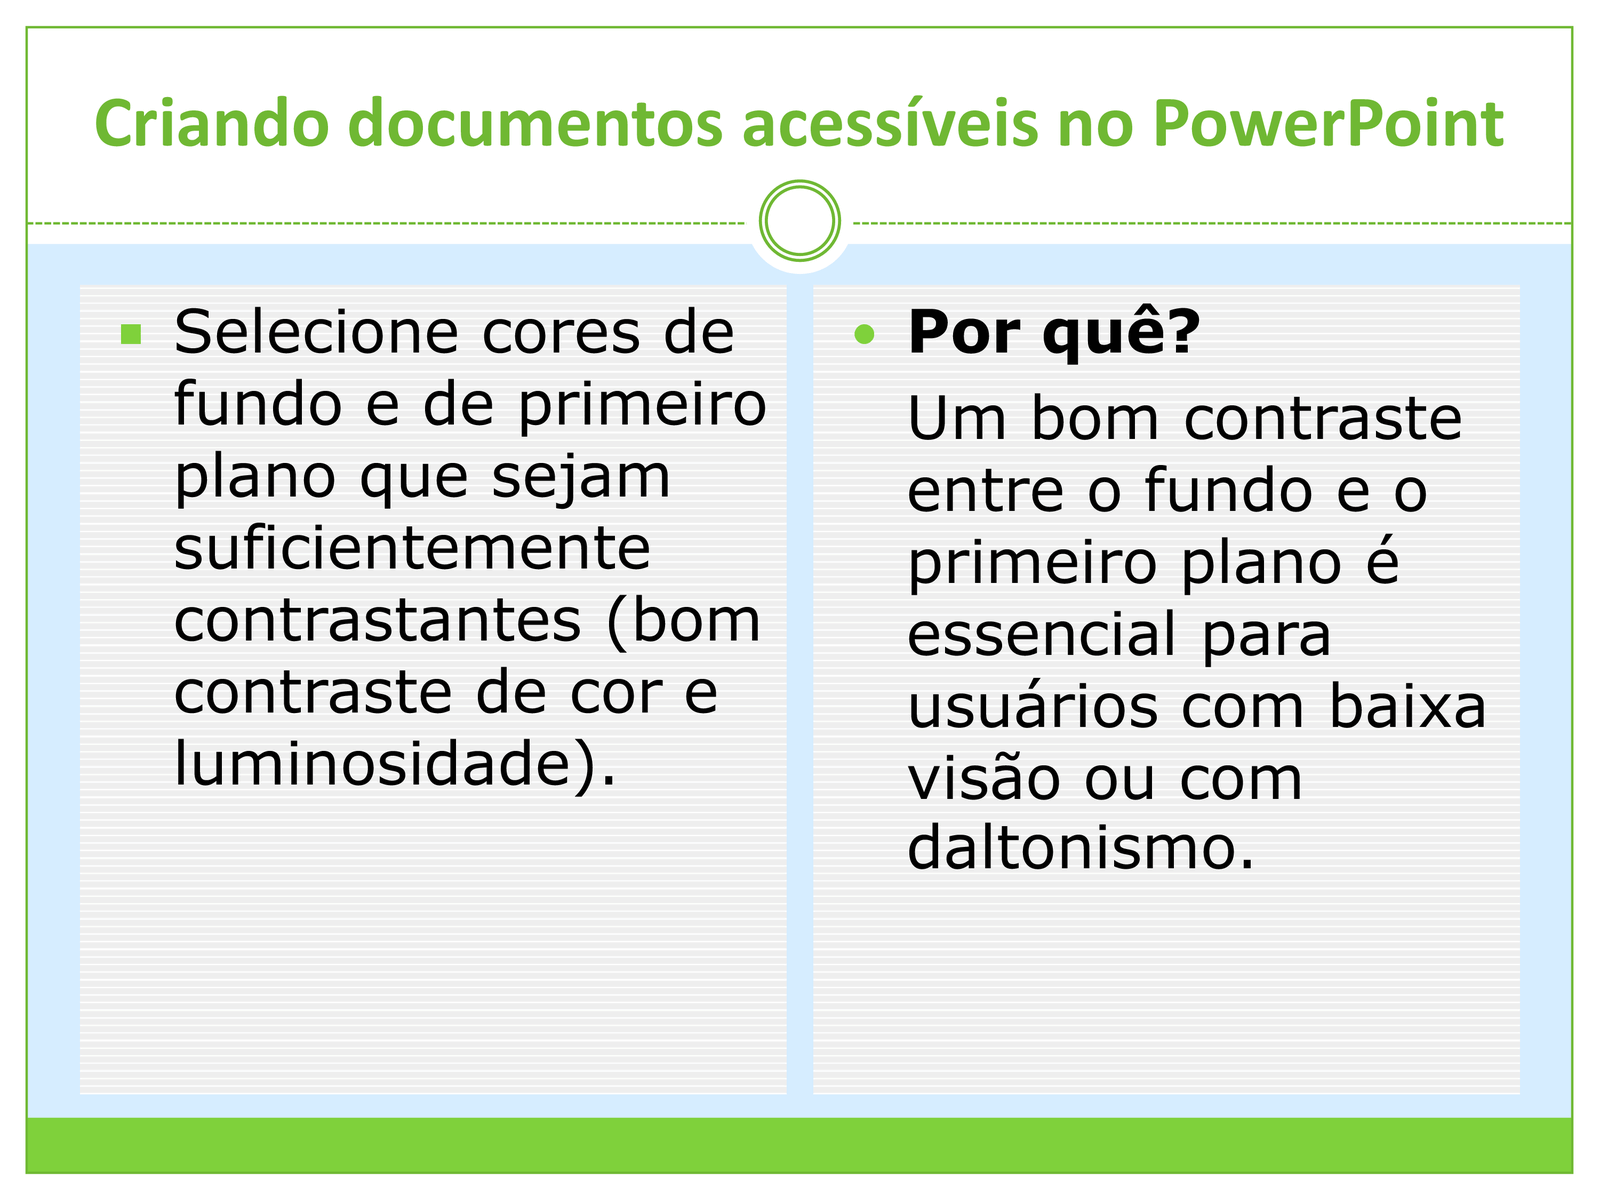 Criando documentos acessíveis no PowerPoint
Selecione cores de
fundo e de primeiro
plano que sejam
suficientemente
contrastantes (bom
contraste de cor e
luminosidade).
Por quê?
Um bom contraste
entre o fundo e o
primeiro plano é
essencial para
usuários com baixa
visão ou com
daltonismo.